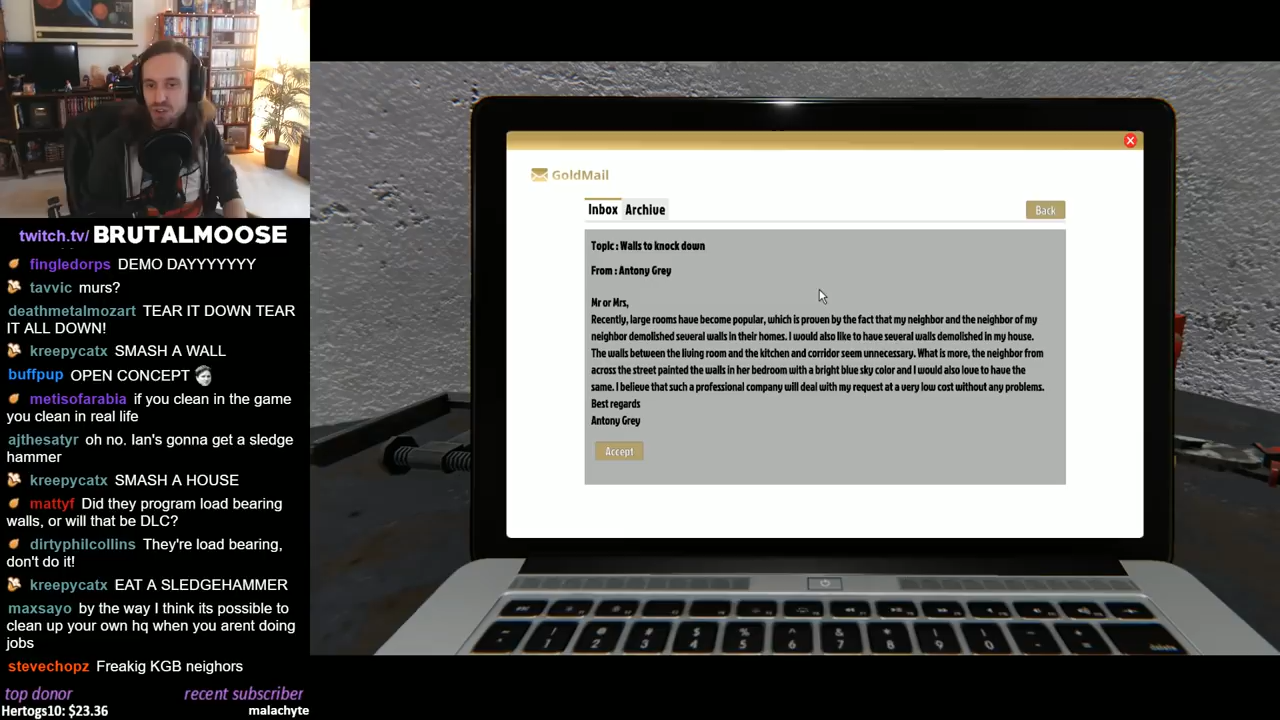 twitch.tv/ BRUTALMOOSE
fingledorps DEMO DAYYYYYYY
tavvic murs?
deathmetalmozart TEAR IT DOWN TEAR
IT ALL DOWN!
kreepycatx SMASH A WALL
buffpup OPEN CONCEPT
metisofarabia if you clean in the game
you clean in real life
ajthesatyr oh no. Ian's gonna get a sledge
hammer
kreepycatx SMASH A HOUSE
mattyf Did they program load bearing
walls, or will that be DLC?
dirtyphilcollins They're load bearing,
don't do it!
kreepycatx EAT A SLEDGEHAMMER
maxsayo by the way I think its possible to
clean up your own hq when you arent doing
jobs
stevechopz Freakig KGB neighors
top donor recent subscriber
Hertogs10: $23.36 malachyte
GoldMail
Inbox Archive Back
Topic : Walls to knock down
From : Antony Grey
Mr or Mrs,
Recently, large rooms have become popular, which is proven by the fact that my neighbor and the neighbor of my
neighbor demolished several walls in their homes. I would also like to have several walls demolished in my house.
The walls between the living room and the kitchen and corridor seem unnecessary. What is more, the neighbor from
across the street painted the walls in her bedroom with a bright blue sky color and I would also love to have the
same. I believe that such a professional company will deal with my request at a very low cost without any problems.
Best regards
Antony Grey
Accept